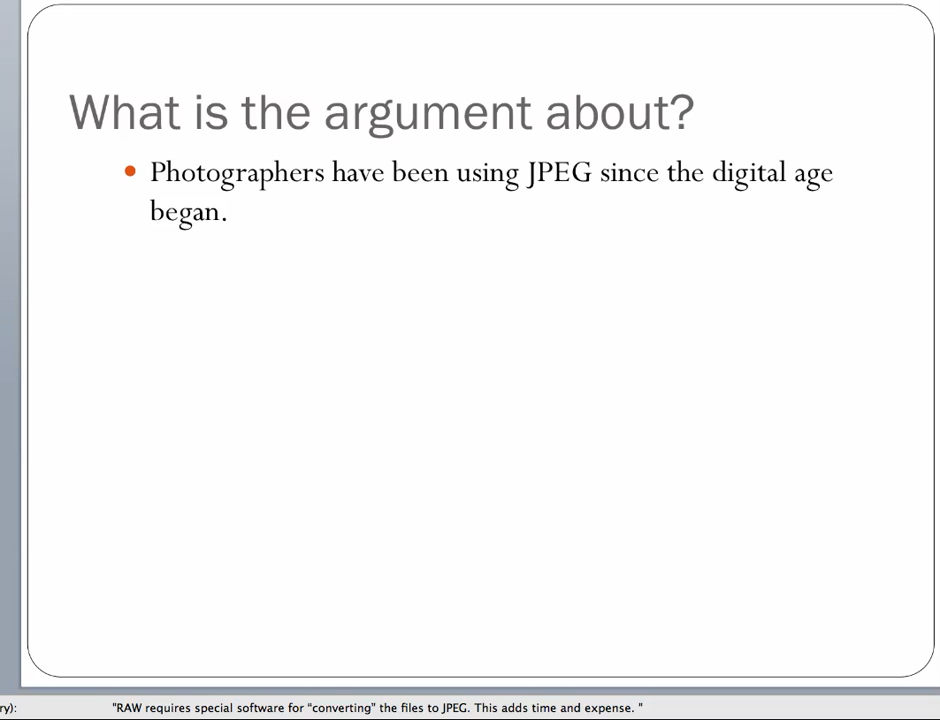 What is the argument about?
• Photographers have been using JPEG since the digital age
began.
ry): "RAW requires special software for “converting” the files to JPEG. This adds time and expense. "